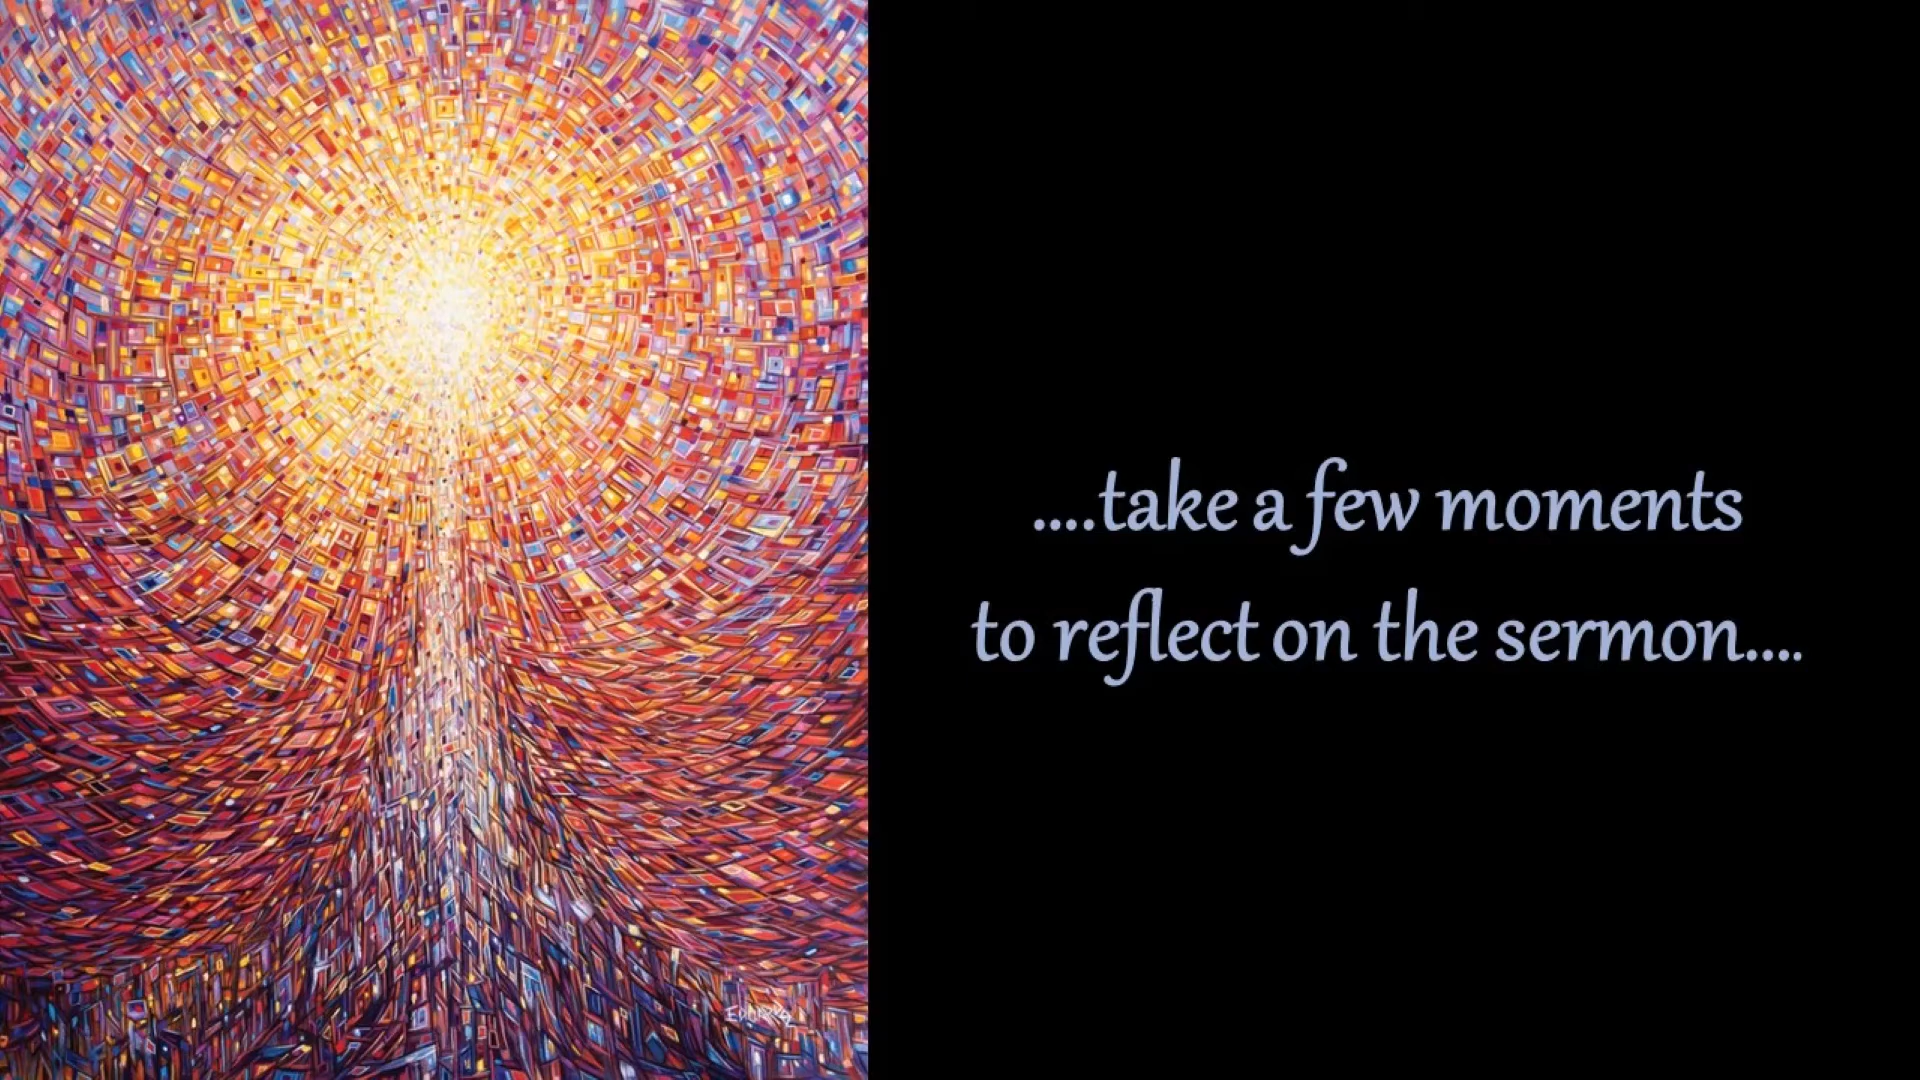 ....take a few moments
to reflect on the sermon....